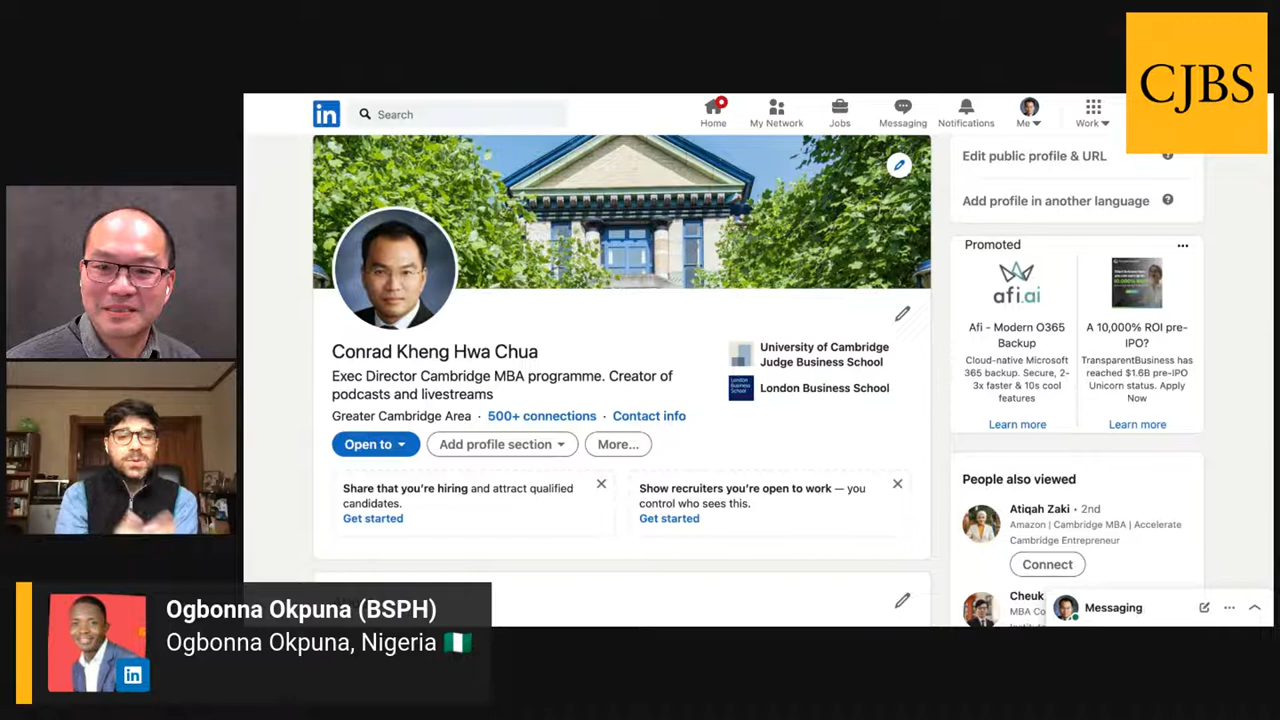 CJBS
in
Search
Home
My Network
Jobs
Messaging
Notifications
Me
Work
Edit public profile & URL
Add profile in another language
Conrad Kheng Hwa Chua
Exec Director Cambridge MBA programme. Creator of
podcasts and livestreams
Greater Cambridge Area · 500+ connections · Contact info
University of Cambridge
Judge Business School
London
Business
School
London Business School
Open to
Add profile section
More...
Share that you're hiring and attract qualified
candidates.
Get started
Show recruiters you're open to work — you
control who sees this.
Get started
Promoted
afi.ai
Afi - Modern O365
Backup
Cloud-native Microsoft
365 backup. Secure, 2-
3x faster & 10s cool
features
Learn more
A 10,000% ROI pre-
IPO?
TransparentBusiness has
reached $1.6B pre-IPO
Unicorn status. Apply
Now
Learn more
People also viewed
Atiqah Zaki · 2nd
Amazon | Cambridge MBA | Accelerate
Cambridge Entrepreneur
Connect
Cheuk
MBA Co
Messaging
Ogbonna Okpuna (BSPH)
Ogbonna Okpuna, Nigeria
in